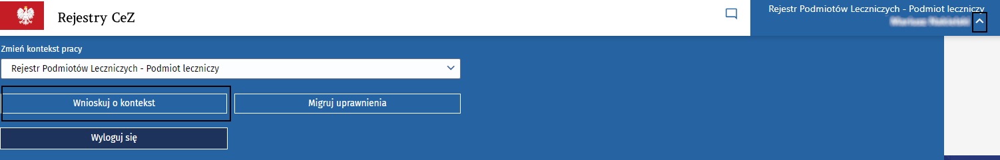 Rejestry CeZ
Rejestr Podmiotów Leczniczych - Podmiot leczniczy
Zmień kontekst pracy
Rejestr Podmiotów Leczniczych - Podmiot leczniczy
Wnioskuj o kontekst
Migruj uprawnienia
Wyloguj się